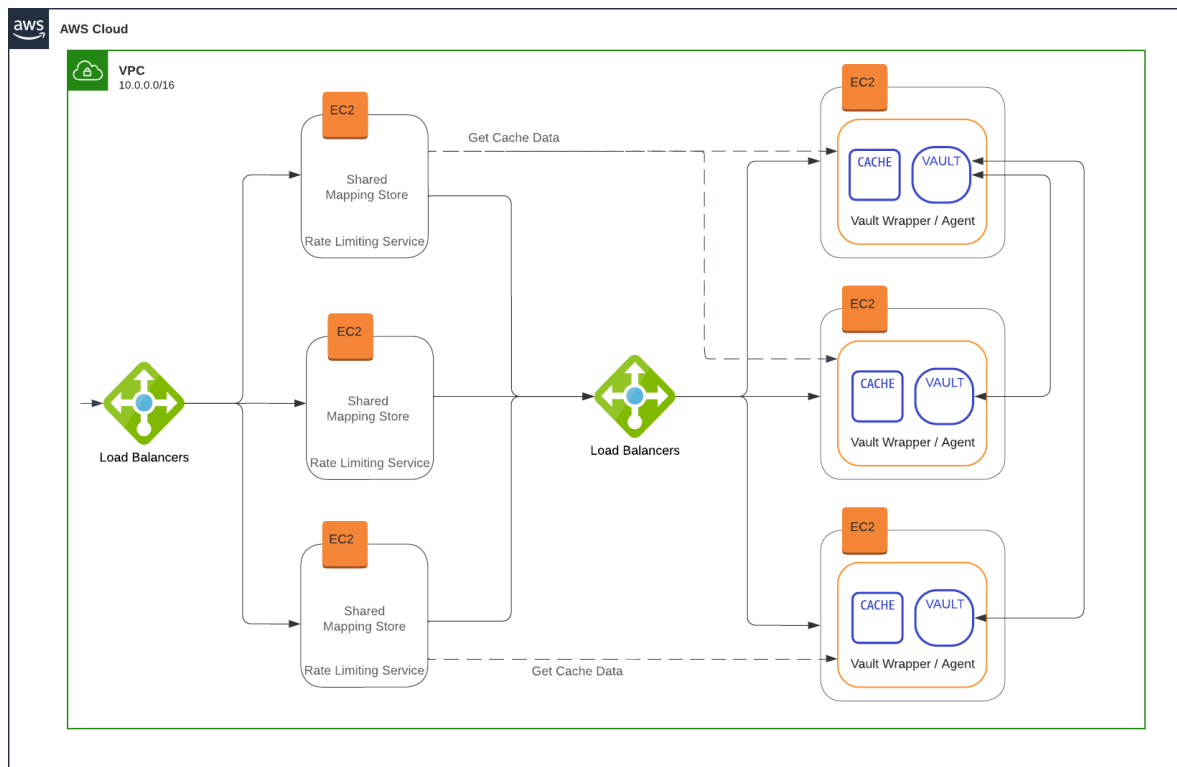 aws
AWS Cloud
VPC
10.0.0.0/16
EC2
Shared
Mapping Store
Rate Limiting Service
Get Cache Data
EC2
CACHE
VAULT
Vault Wrapper / Agent
Load Balancers
EC2
Shared
Mapping Store
Rate Limiting Service
Load Balancers
EC2
CACHE
VAULT
Vault Wrapper / Agent
EC2
Shared
Mapping Store
Rate Limiting Service
Get Cache Data
EC2
CACHE
VAULT
Vault Wrapper / Agent